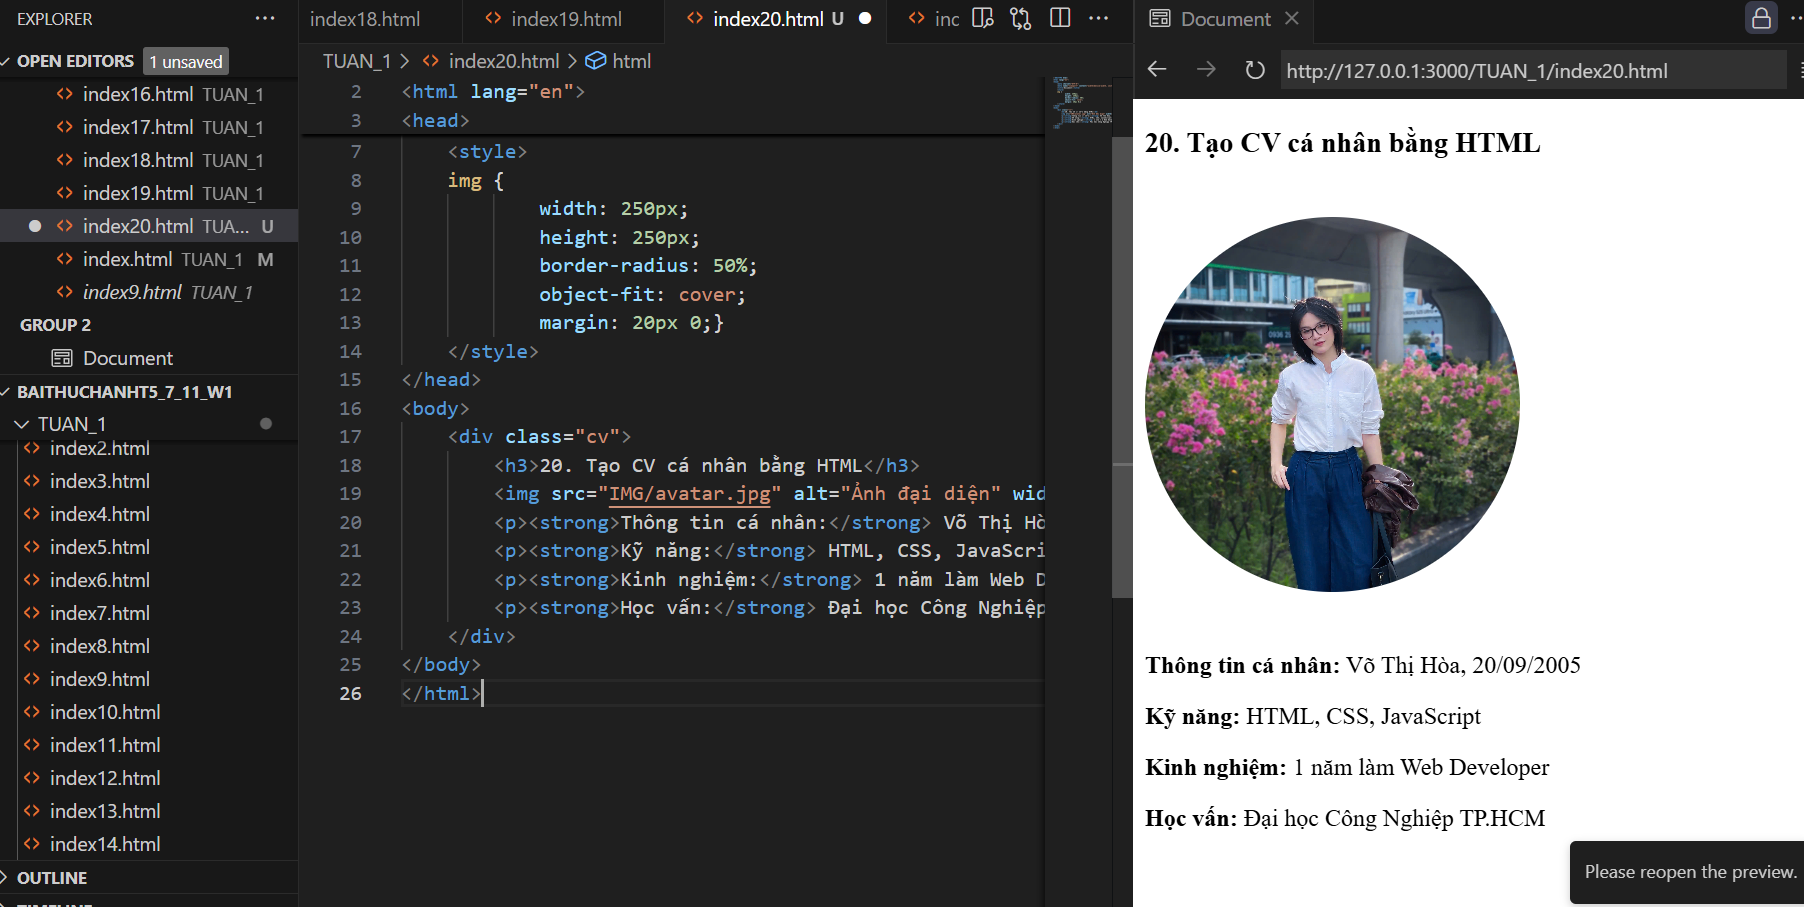 EXPLORER
OPEN EDITORS 1 unsaved
index16.html TUAN_1
index17.html TUAN_1
index18.html TUAN_1
index19.html TUAN_1
index20.html TUA... U
index.html TUAN_1 M
index9.html TUAN_1
GROUP 2
Document
BAITHUCHANHT5_7_11_W1
TUAN_1
index2.html
index3.html
index4.html
index5.html
index6.html
index7.html
index8.html
index9.html
index10.html
index11.html
index12.html
index13.html
index14.html
OUTLINE
TIMELINE
index18.html index19.html index20.html U inc
TUAN_1 > index20.html > html
2 <html lang="en">
3 <head>
7 <style>
8 img {
9 width: 250px;
10 height: 250px;
11 border-radius: 50%;
12 object-fit: cover;
13 margin: 20px 0;}
14 </style>
15 </head>
16 <body>
17 <div class="cv">
18 <h3>20. Tạo CV cá nhân bằng HTML</h3>
19 <img src="IMG/avatar.jpg" alt="Ảnh đại diện" wid
20 <p><strong>Thông tin cá nhân:</strong> Võ Thị Hò
21 <p><strong>Kỹ năng:</strong> HTML, CSS, JavaScri
22 <p><strong>Kinh nghiệm:</strong> 1 năm làm Web D
23 <p><strong>Học vấn:</strong> Đại học Công Nghiệp
24 </div>
25 </body>
26 </html>
Document
http://127.0.0.1:3000/TUAN_1/index20.html
20. Tạo CV cá nhân bằng HTML
Thông tin cá nhân: Võ Thị Hòa, 20/09/2005
Kỹ năng: HTML, CSS, JavaScript
Kinh nghiệm: 1 năm làm Web Developer
Học vấn: Đại học Công Nghiệp TP.HCM
Please reopen the preview.